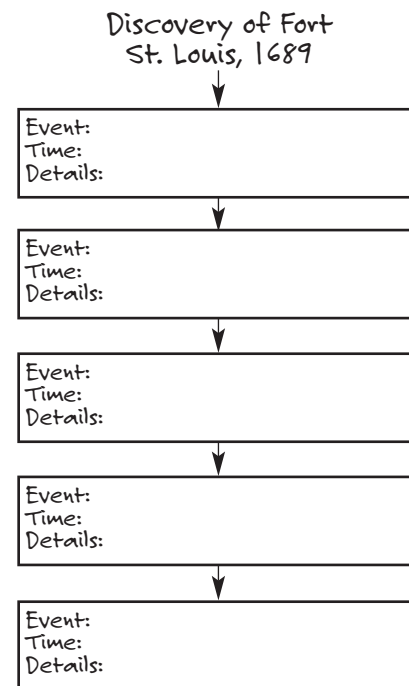 Discovery of Fort
St. Louis, 1689
Event:
Time:
Details:
Event:
Time:
Details:
Event:
Time:
Details:
Event:
Time:
Details:
Event:
Time:
Details: